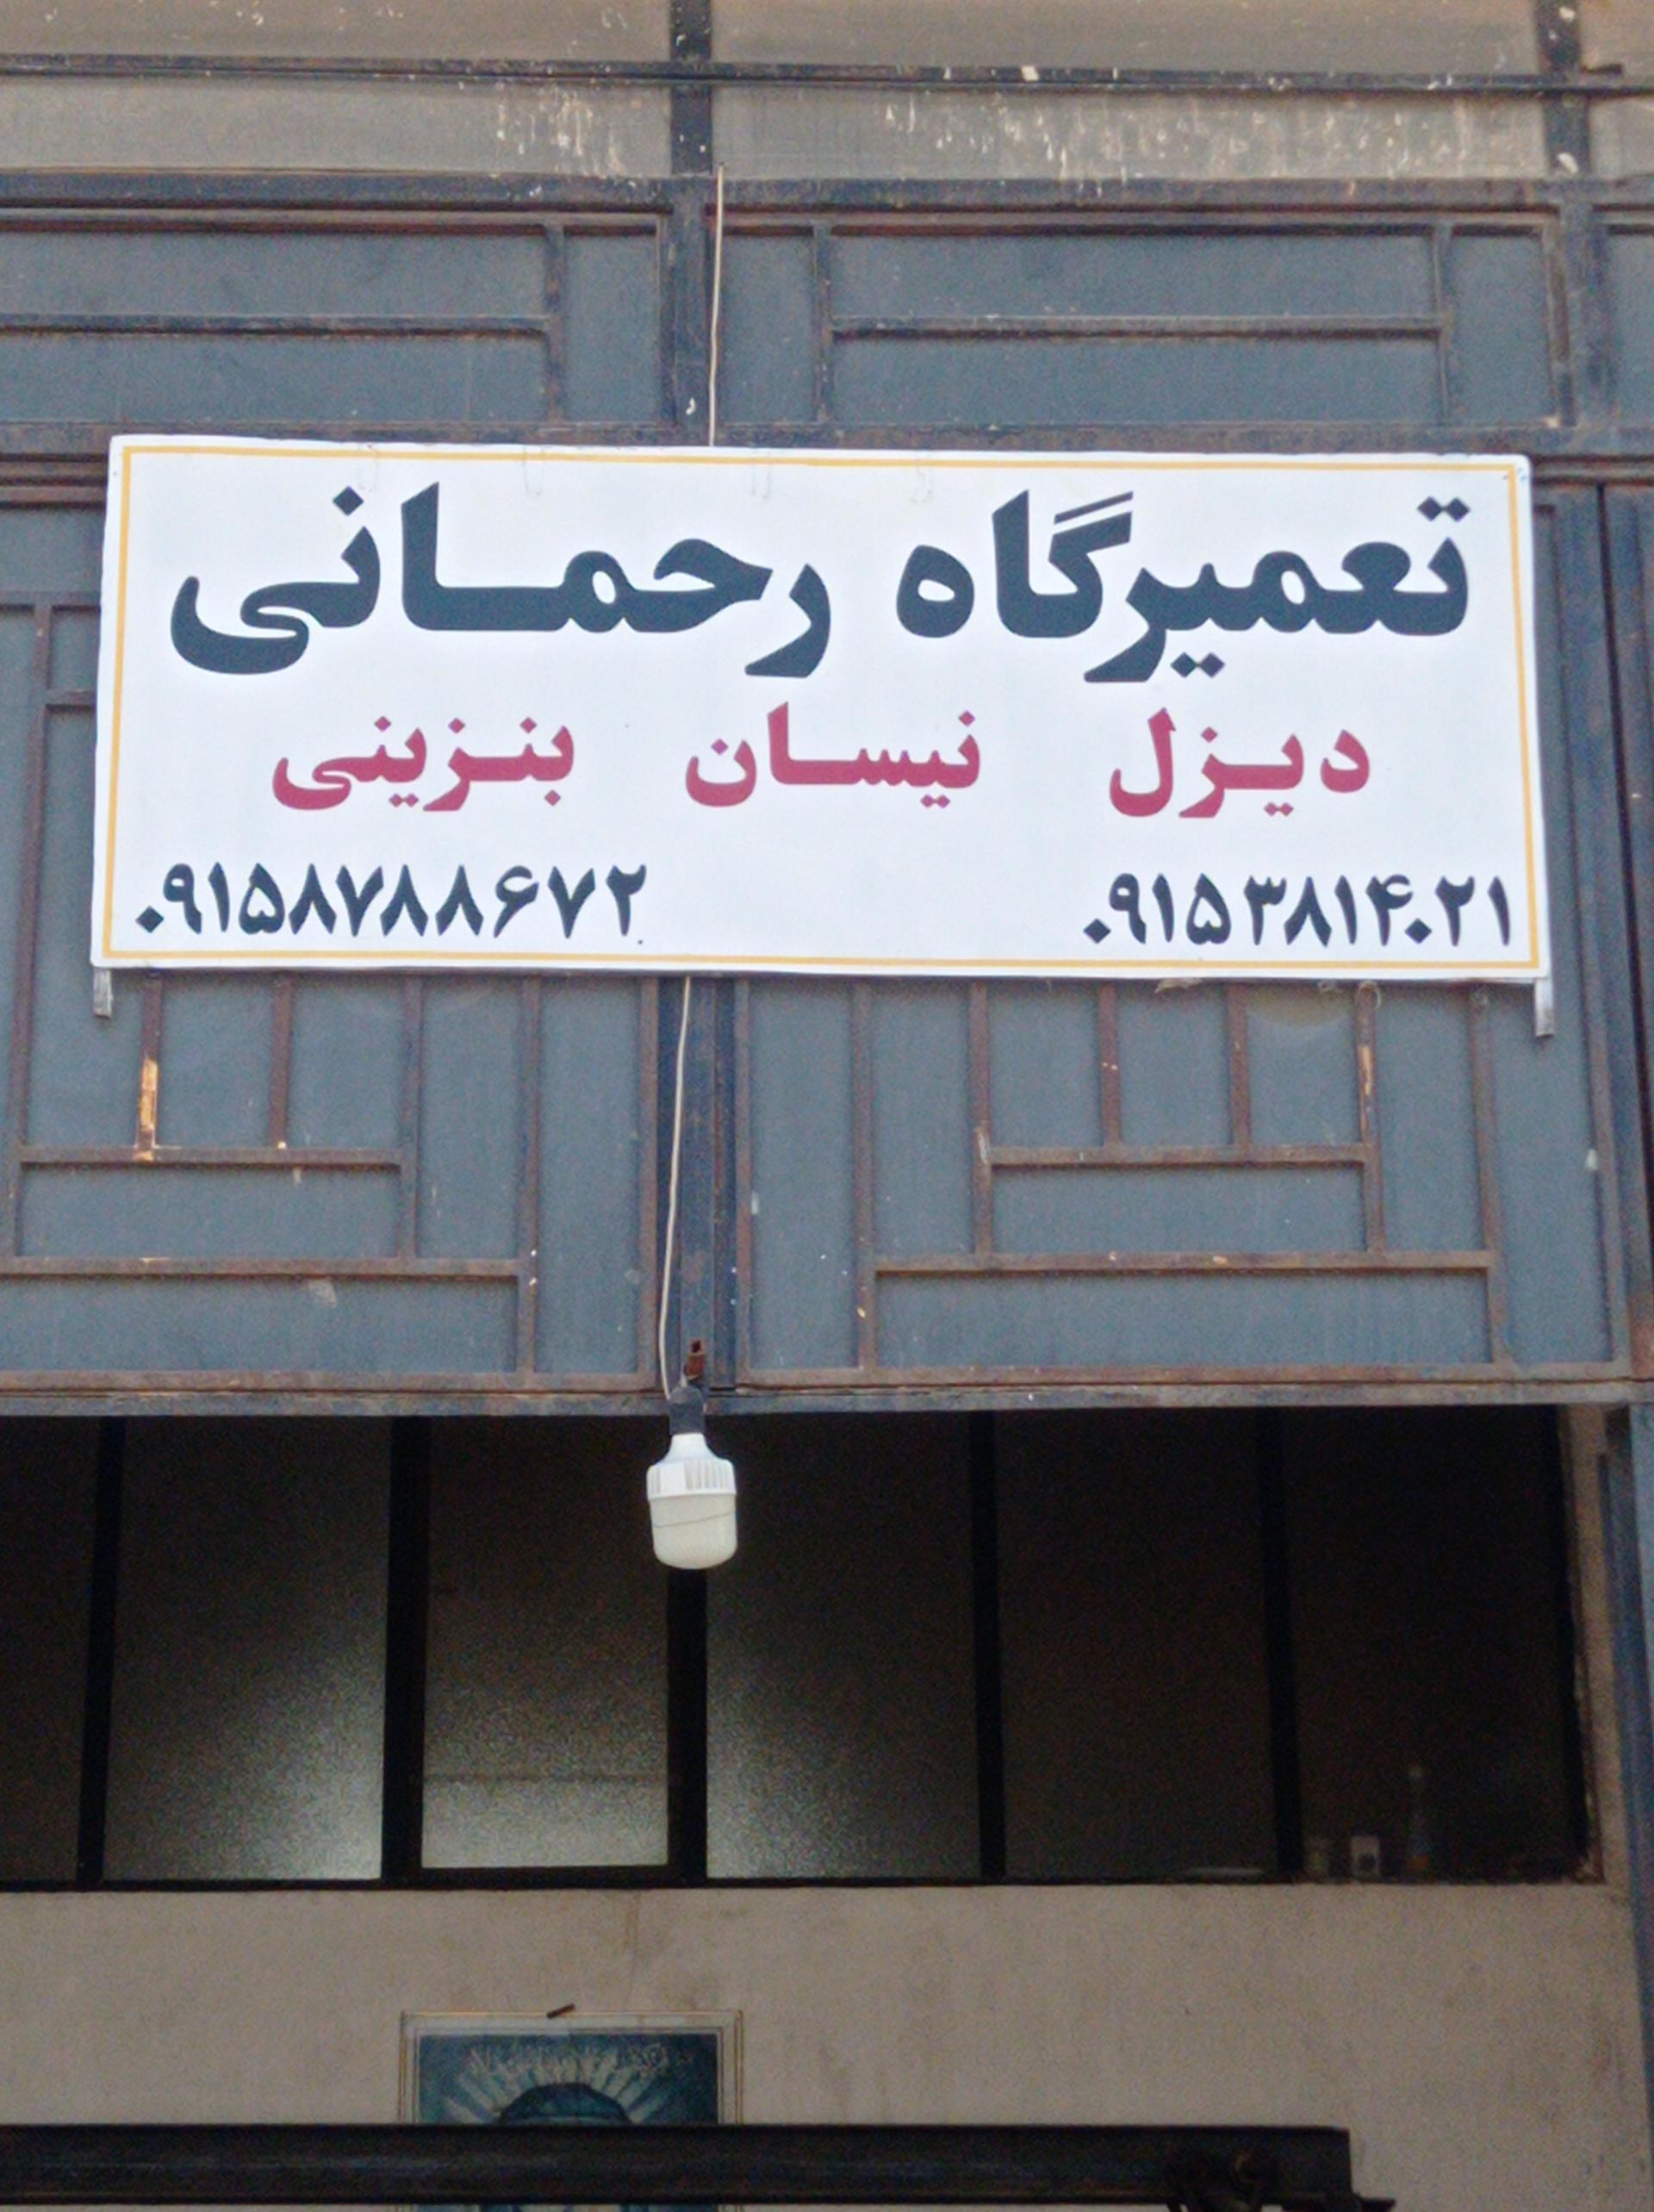 تعمیرگاه رحمانی
دیزل نیسان بنزینی
۰۹۱۵۳۸۱۴۰۲۱ ۰۹۱۵۸۷۸۸۶۷۲